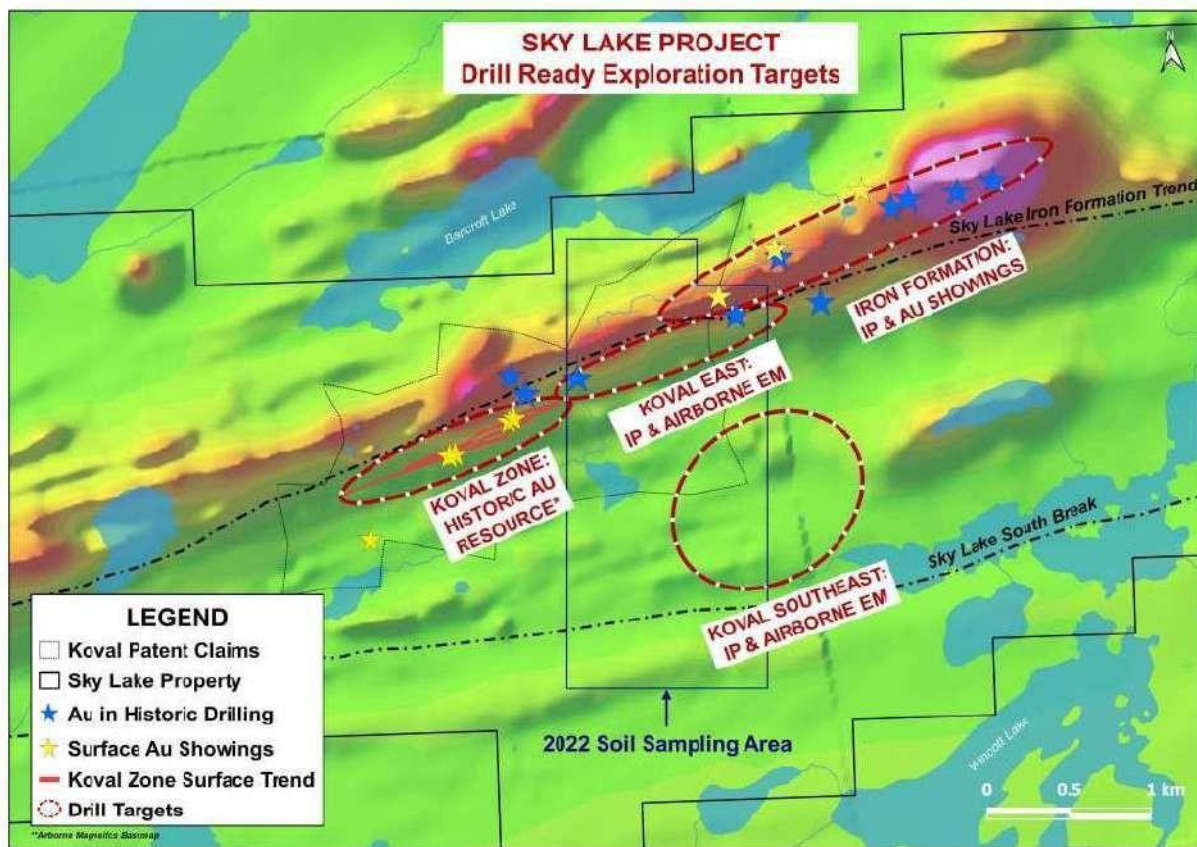 SKY LAKE PROJECT
Drill Ready Exploration Targets
N
Bancroft Lake
Sky Lake Iron Formation Trend
IRON FORMATION:
IP & AU SHOWINGS
KOVAL EAST:
IP & AIRBORNE EM
KOVAL ZONE:
HISTORIC AU
RESOURCE*
Sky Lake South Break
KOVAL SOUTHEAST:
IP & AIRBORNE EM
2022 Soil Sampling Area
Wincott Lake
0 0.5 1 km
LEGEND
Koval Patent Claims
Sky Lake Property
Au in Historic Drilling
Surface Au Showings
Koval Zone Surface Trend
Drill Targets
**Airborne Magnetics Basemap